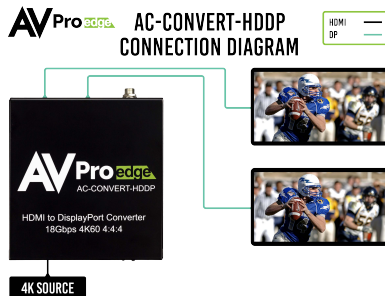 AVPro edge
AC-CONVERT-HDDP
CONNECTION DIAGRAM
HDMI
DP
AVPro edge
AC-CONVERT-HDDP
HDMI to DisplayPort Converter
18Gbps 4K60 4:4:4
4K SOURCE